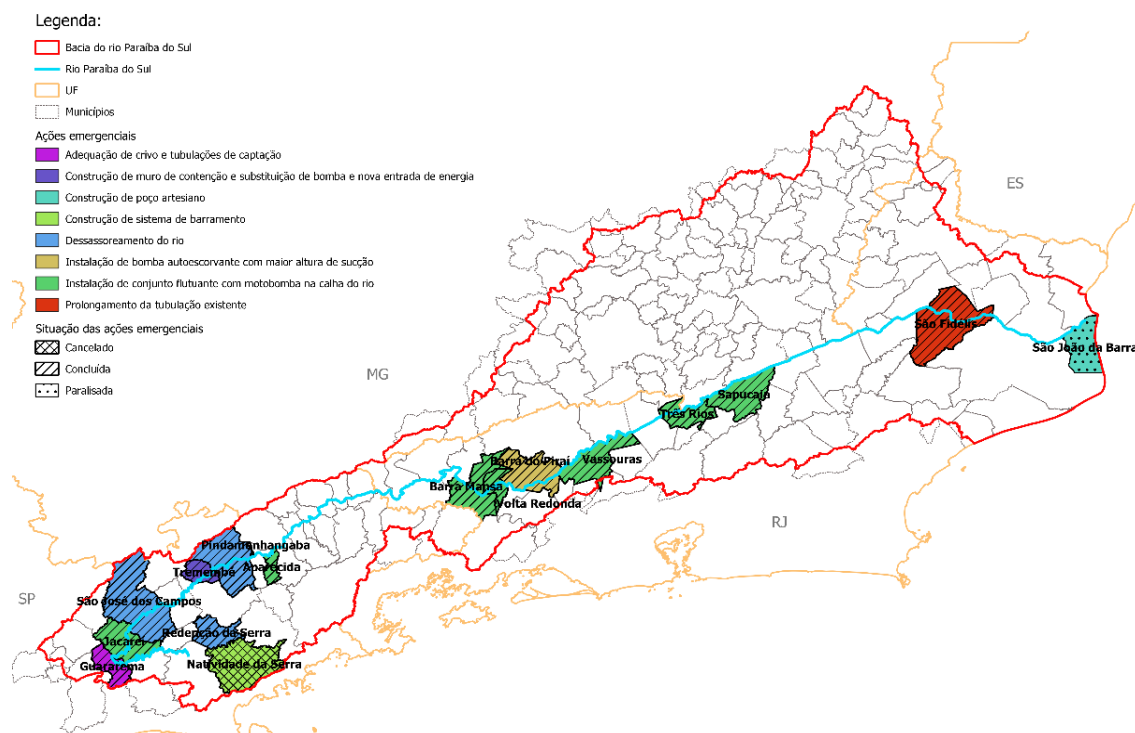 Legenda:
Bacia do rio Paraíba do Sul
Rio Paraíba do Sul
UF
Municípios
Ações emergenciais
Adequação de crivo e tubulações de captação
Construção de muro de contenção e substituição de bomba e nova entrada de energia
Construção de poço artesiano
Construção de sistema de barramento
Dessassoreamento do rio
Instalação de bomba autoescorvante com maior altura de sucção
Instalação de conjunto flutuante com motobomba na calha do rio
Prolongamento da tubulação existente
Situação das ações emergenciais
Cancelado
Concluída
Paralisada
ES
MG
RJ
SP
São Fidélis
São João da Barra
Sapucaia
Três Rios
Vassouras
Barra do Piraí
Barra Mansa
Volta Redonda
Pindamonhangaba
Tremembé
Aparecida
São José dos Campos
Redenção da Serra
Jacareí
Guararema
Natividade da Serra